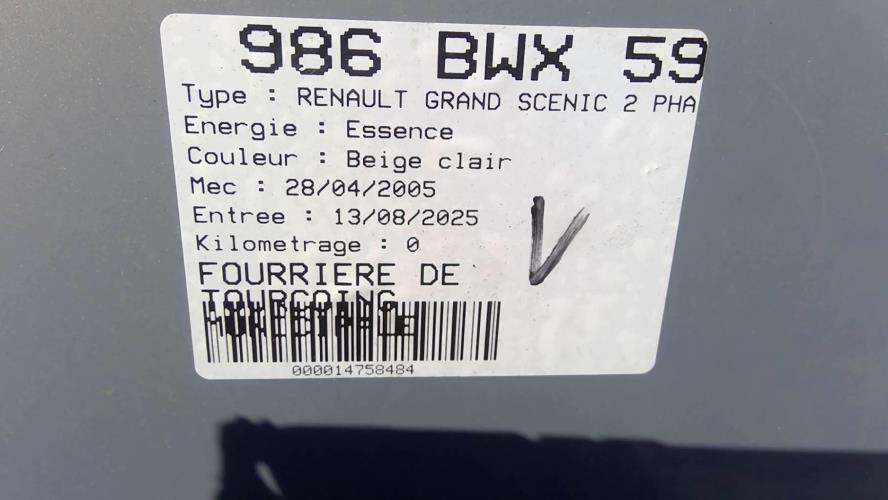 986 BWX 59
Type : RENAULT GRAND SCENIC 2 PHA
Energie : Essence
Couleur : Beige clair
Mec : 28/04/2005
Entree : 13/08/2025
Kilometrage : 0
V
FOURRIERE DE
TOURCOING
MUNICIPALE
000014758484